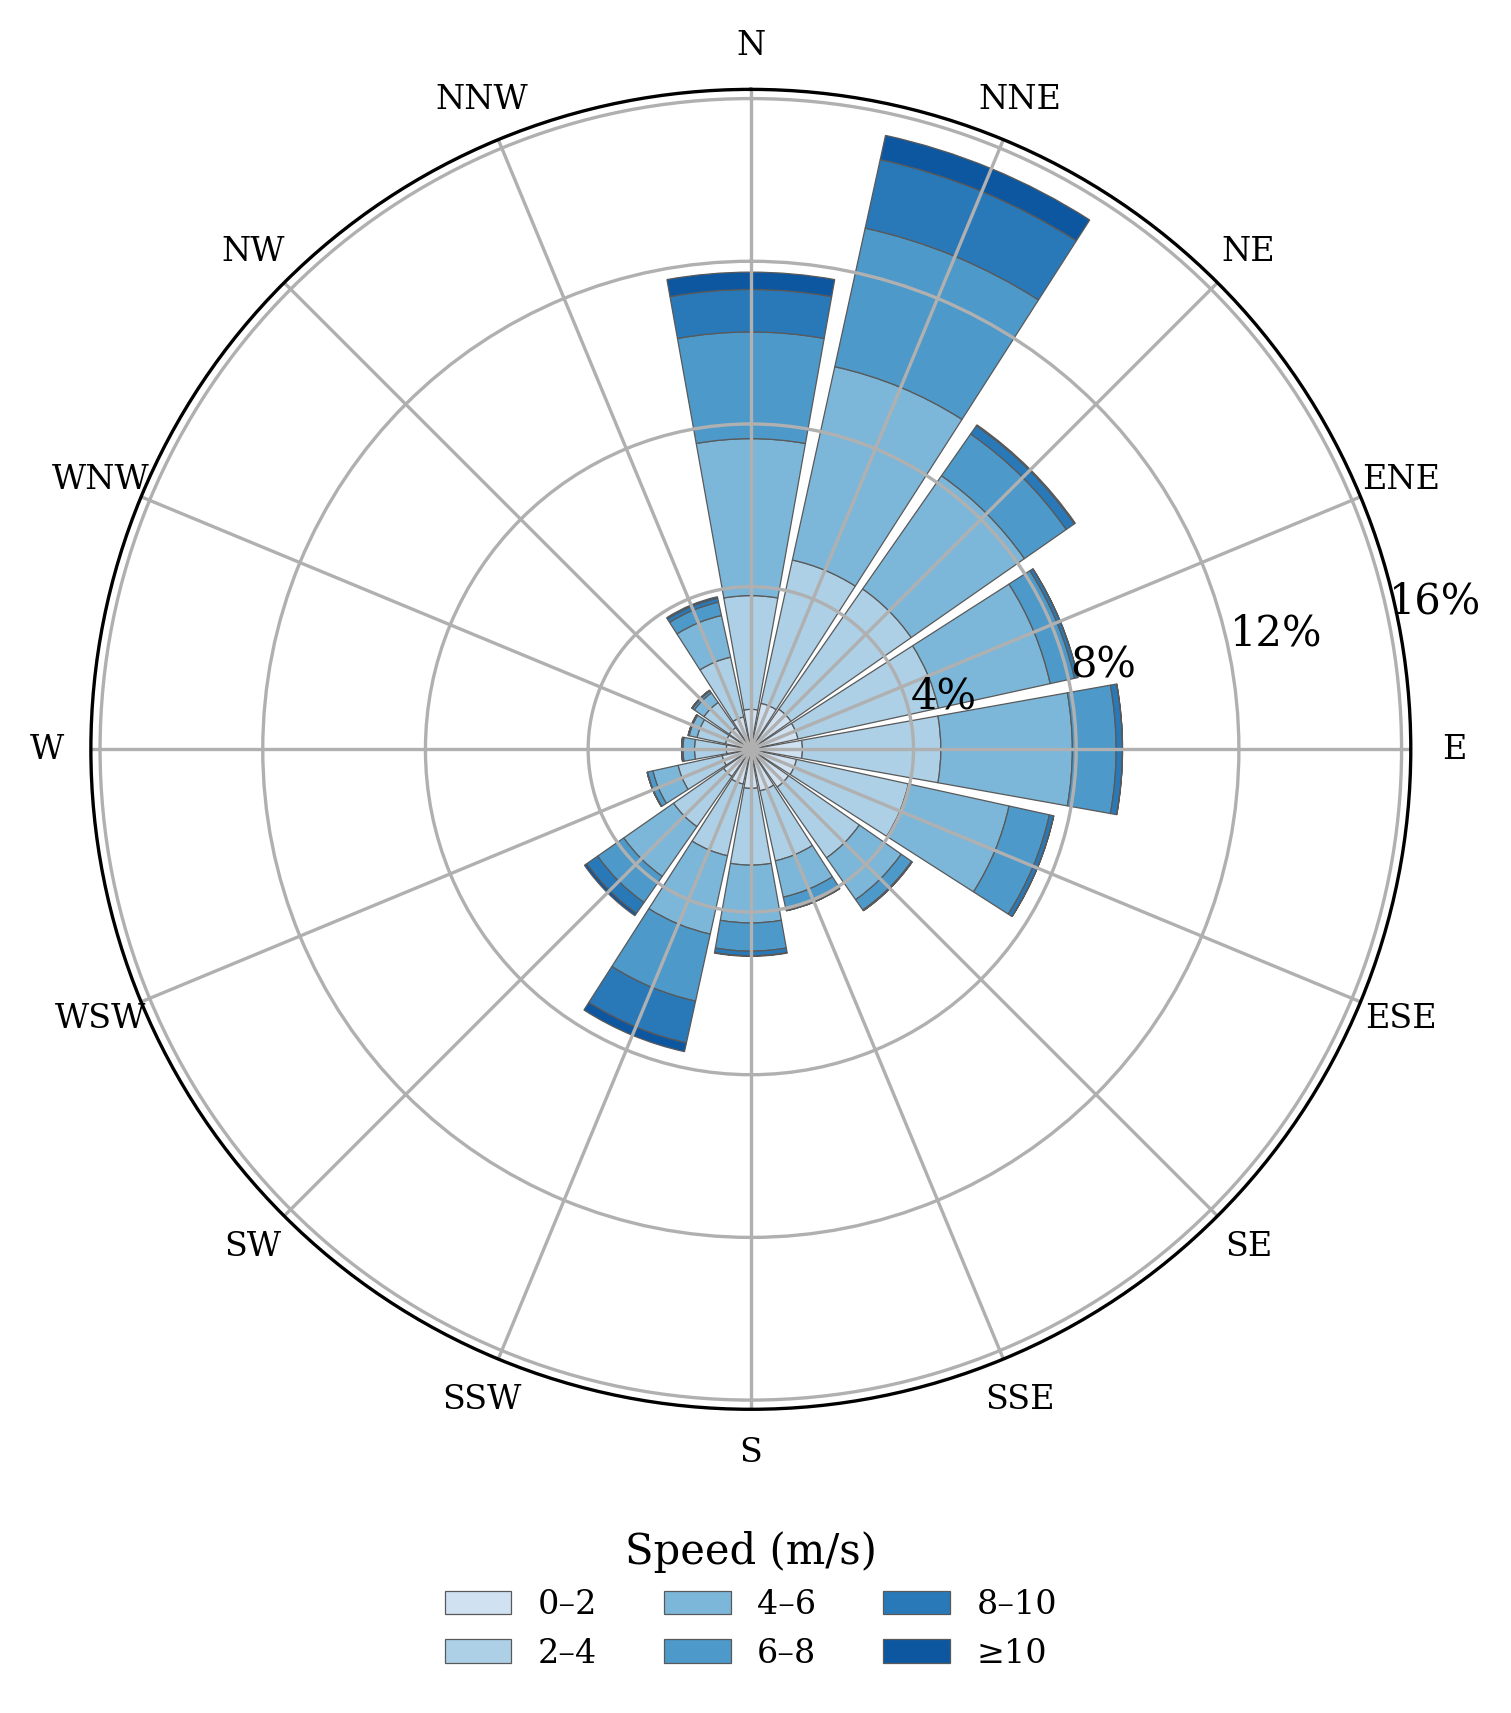 N
NNW
NNE
NW
NE
WNW
ENE
16%
12%
8%
4%
W
E
WSW
ESE
SW
SE
SSW
SSE
S
Speed (m/s)
0–2
4–6
8–10
2–4
6–8
≥10